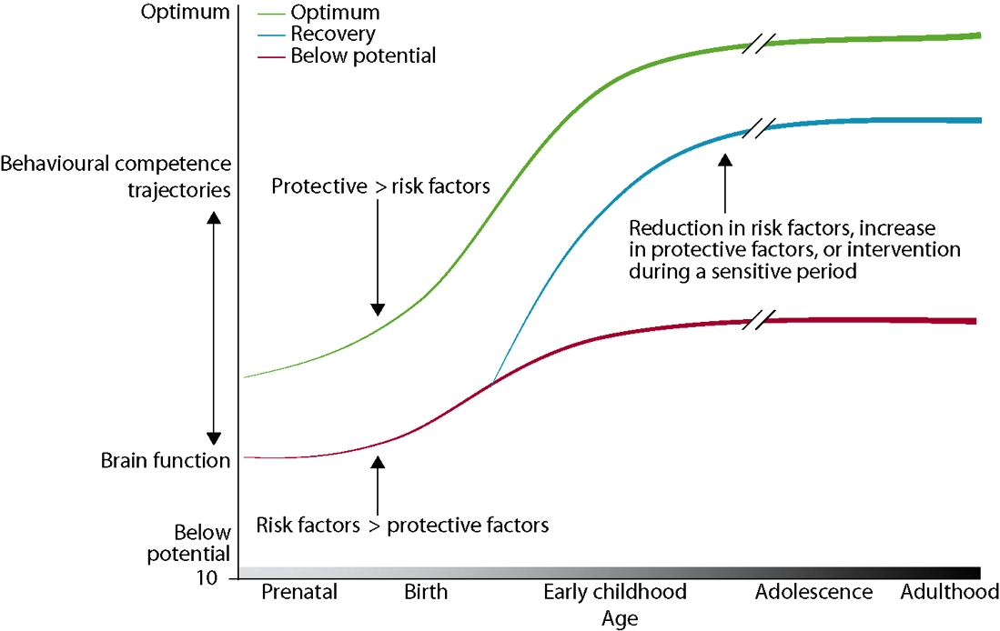 Optimum
Optimum
Recovery
Below potential
Behavioural competence
trajectories
Protective > risk factors
Reduction in risk factors, increase
in protective factors, or intervention
during a sensitive period
Brain function
Risk factors > protective factors
Below
potential
10
Prenatal Birth Early childhood Adolescence Adulthood
Age